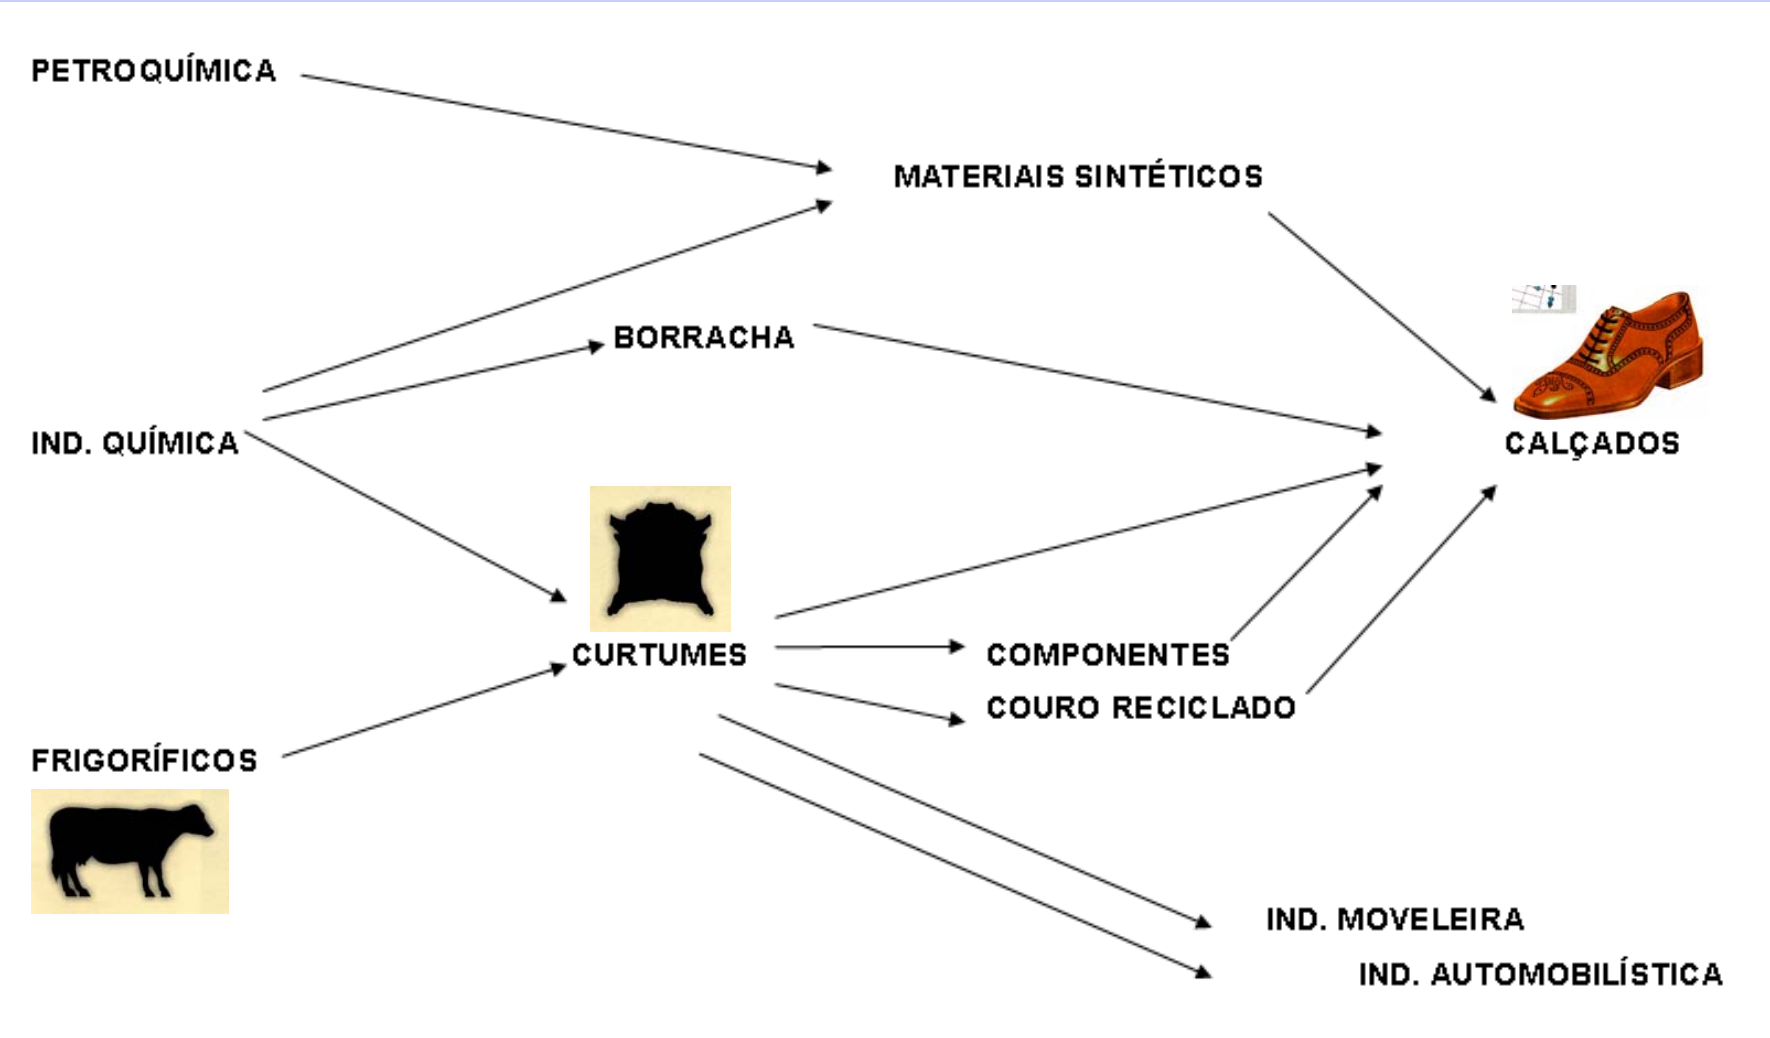 PETROQUÍMICA
MATERIAIS SINTÉTICOS
BORRACHA
IND. QUÍMICA
CALÇADOS
CURTUMES
COMPONENTES
COURO RECICLADO
FRIGORÍFICOS
IND. MOVELEIRA
IND. AUTOMOBILÍSTICA